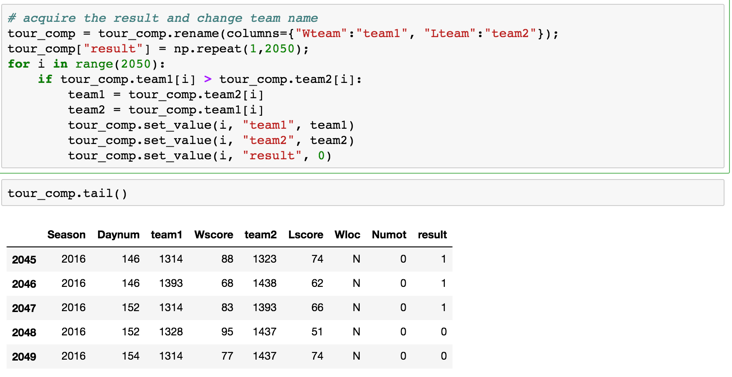 # acquire the result and change team name
tour_comp = tour_comp.rename(columns={"Wteam":"team1", "Lteam":"team2"});
tour_comp["result"] = np.repeat(1,2050);
for i in range(2050):
    if tour_comp.team1[i] > tour_comp.team2[i]:
        team1 = tour_comp.team2[i]
        team2 = tour_comp.team1[i]
        tour_comp.set_value(i, "team1", team1)
        tour_comp.set_value(i, "team2", team2)
        tour_comp.set_value(i, "result", 0)
tour_comp.tail()
Season Daynum team1 Wscore team2 Lscore Wloc Numot result
2045 2016 146 1314 88 1323 74 N 0 1
2046 2016 146 1393 68 1438 62 N 0 1
2047 2016 152 1314 83 1393 66 N 0 1
2048 2016 152 1328 95 1437 51 N 0 0
2049 2016 154 1314 77 1437 74 N 0 0